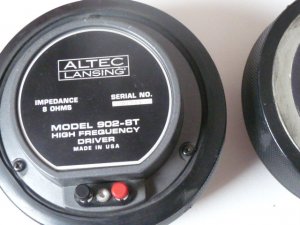 ALTEC
LANSING®
IMPEDANCE
8 OHMS
SERIAL NO.
MODEL 902-8T
HIGH FREQUENCY
DRIVER
MADE IN USA